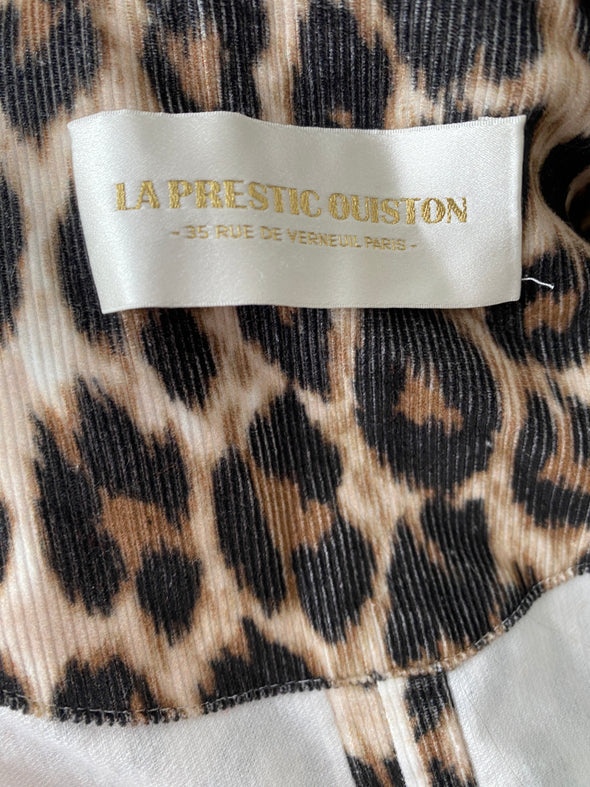 LA PRESTIC OUISTON
- 35 RUE DE VERNEUIL PARIS -